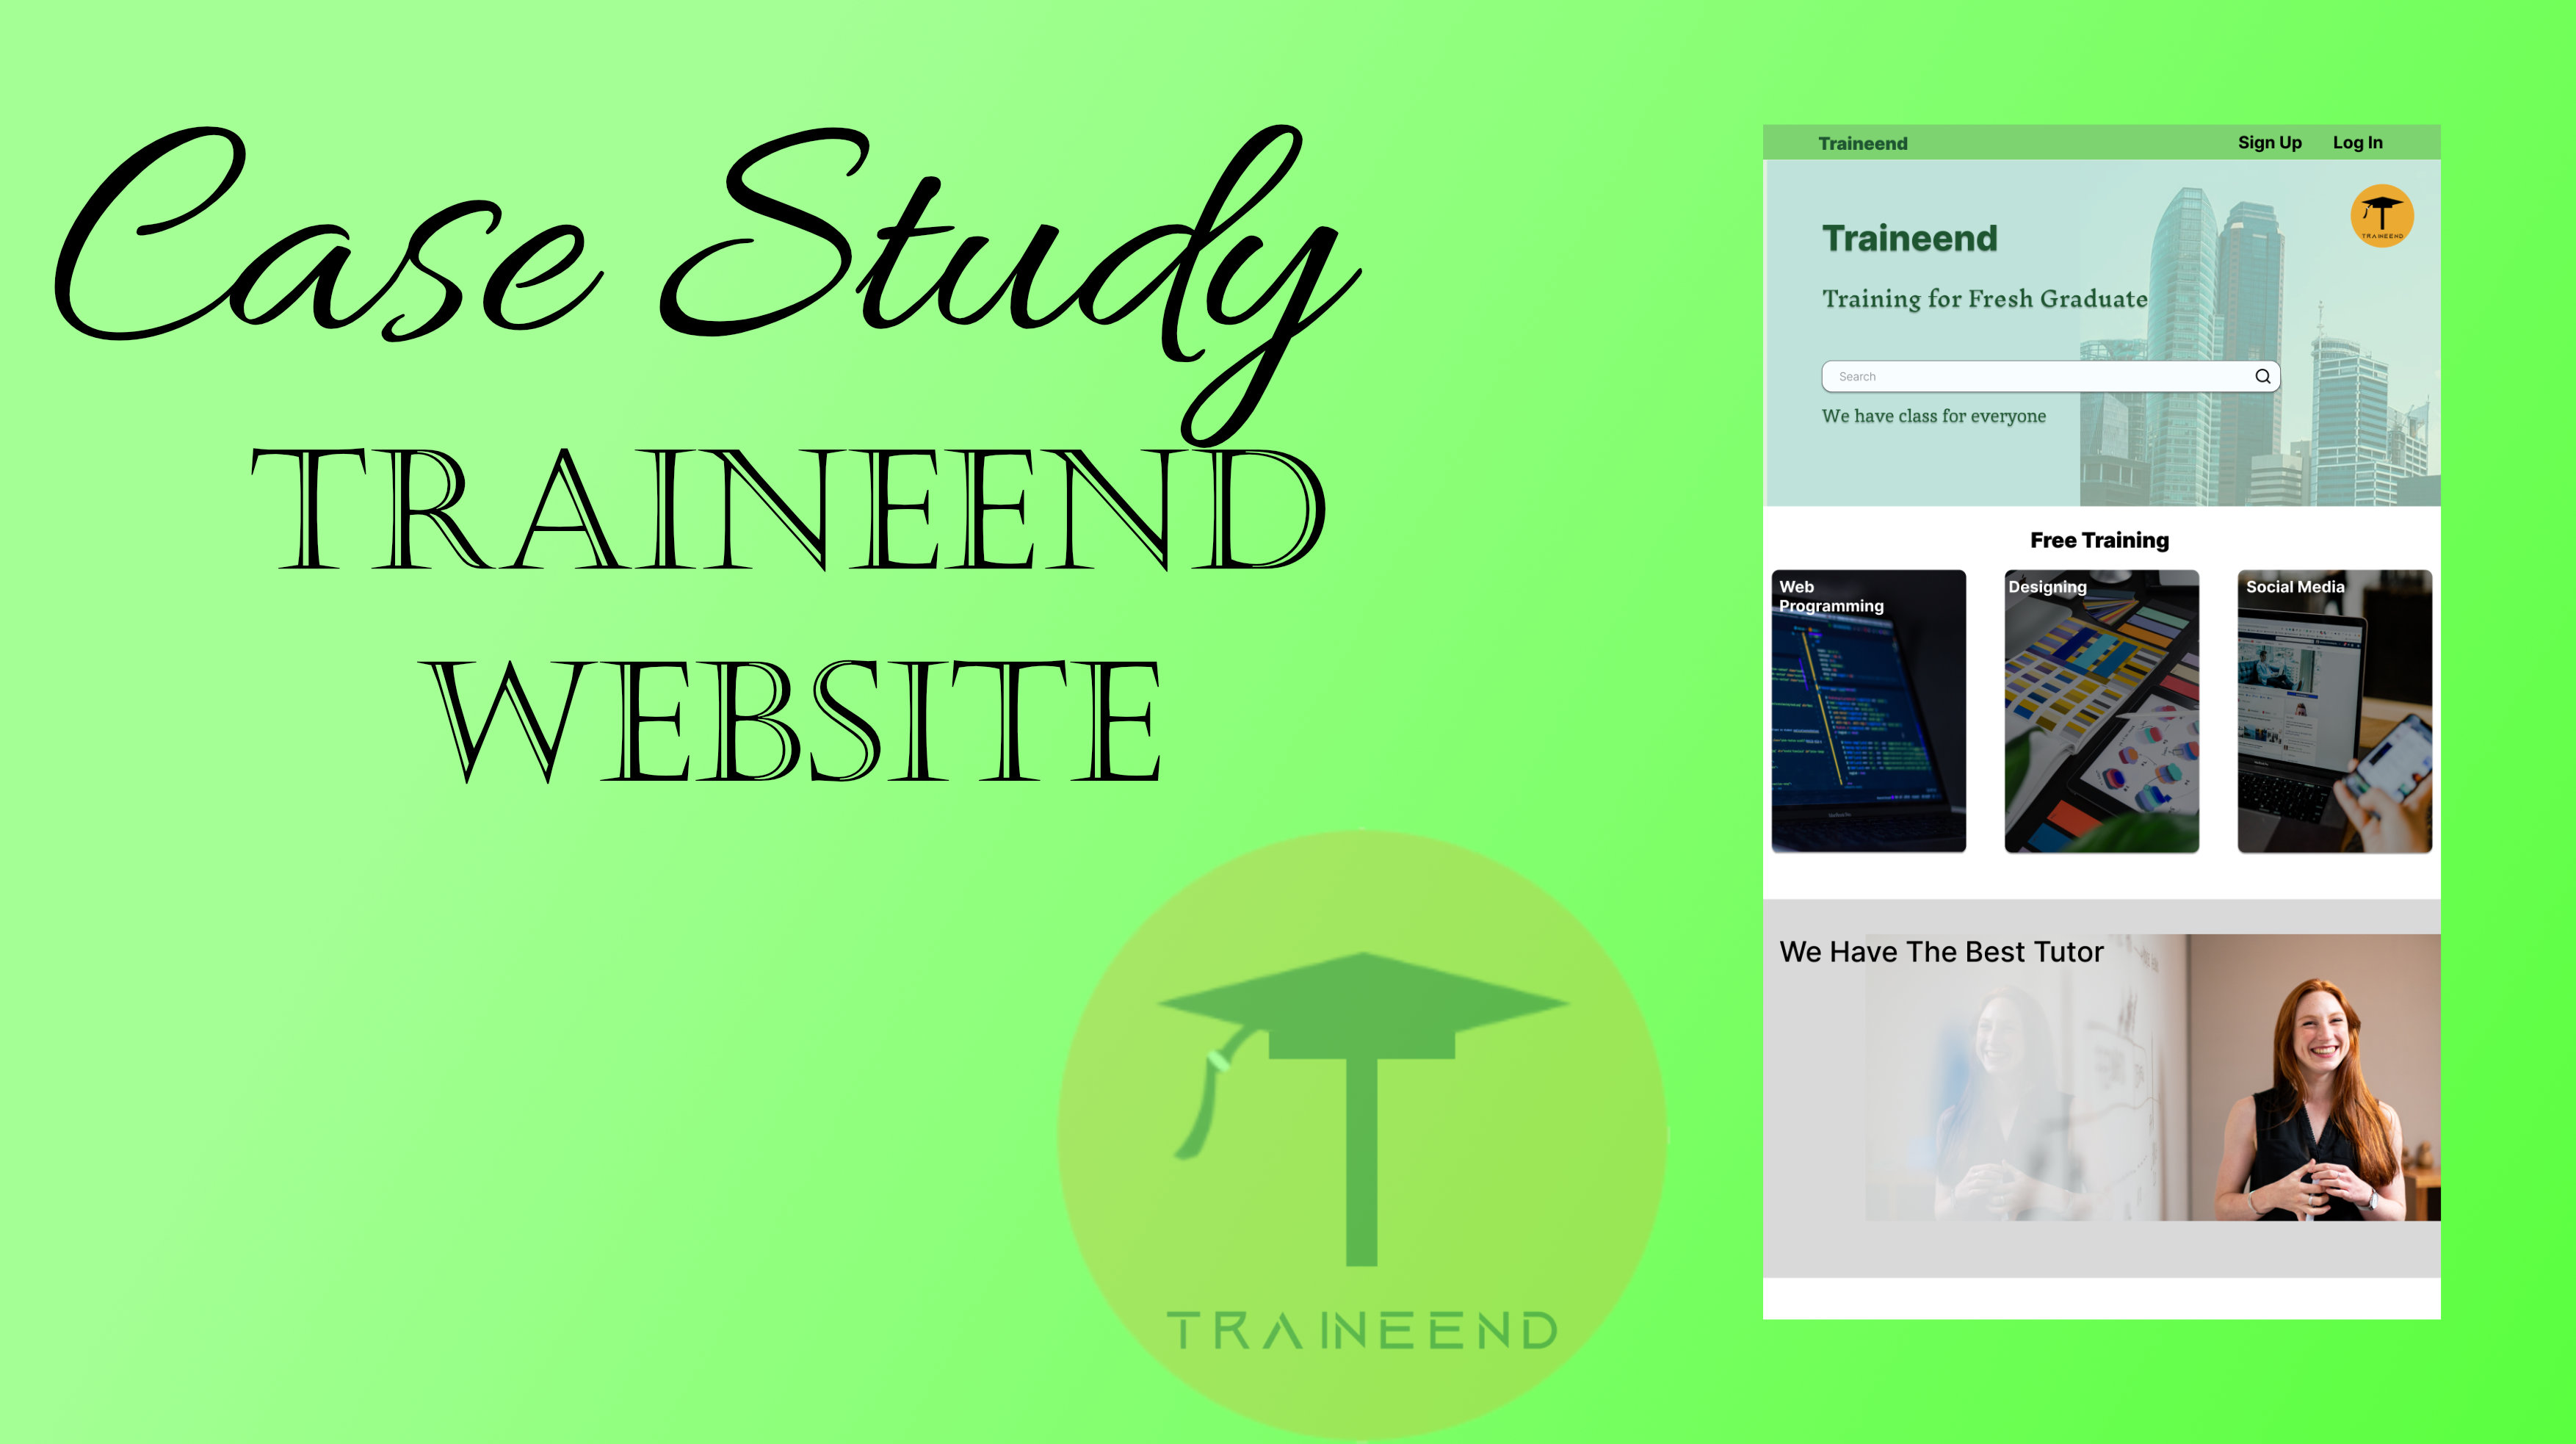 Case Study
TRAINEEND
WEBSITE
TRAINEEND
Traineend
Sign Up
Log In
TRAINEEND
Traineend
Training for Fresh Graduate
Search
We have class for everyone
Free Training
Web
Programming
Designing
Social Media
We Have The Best Tutor